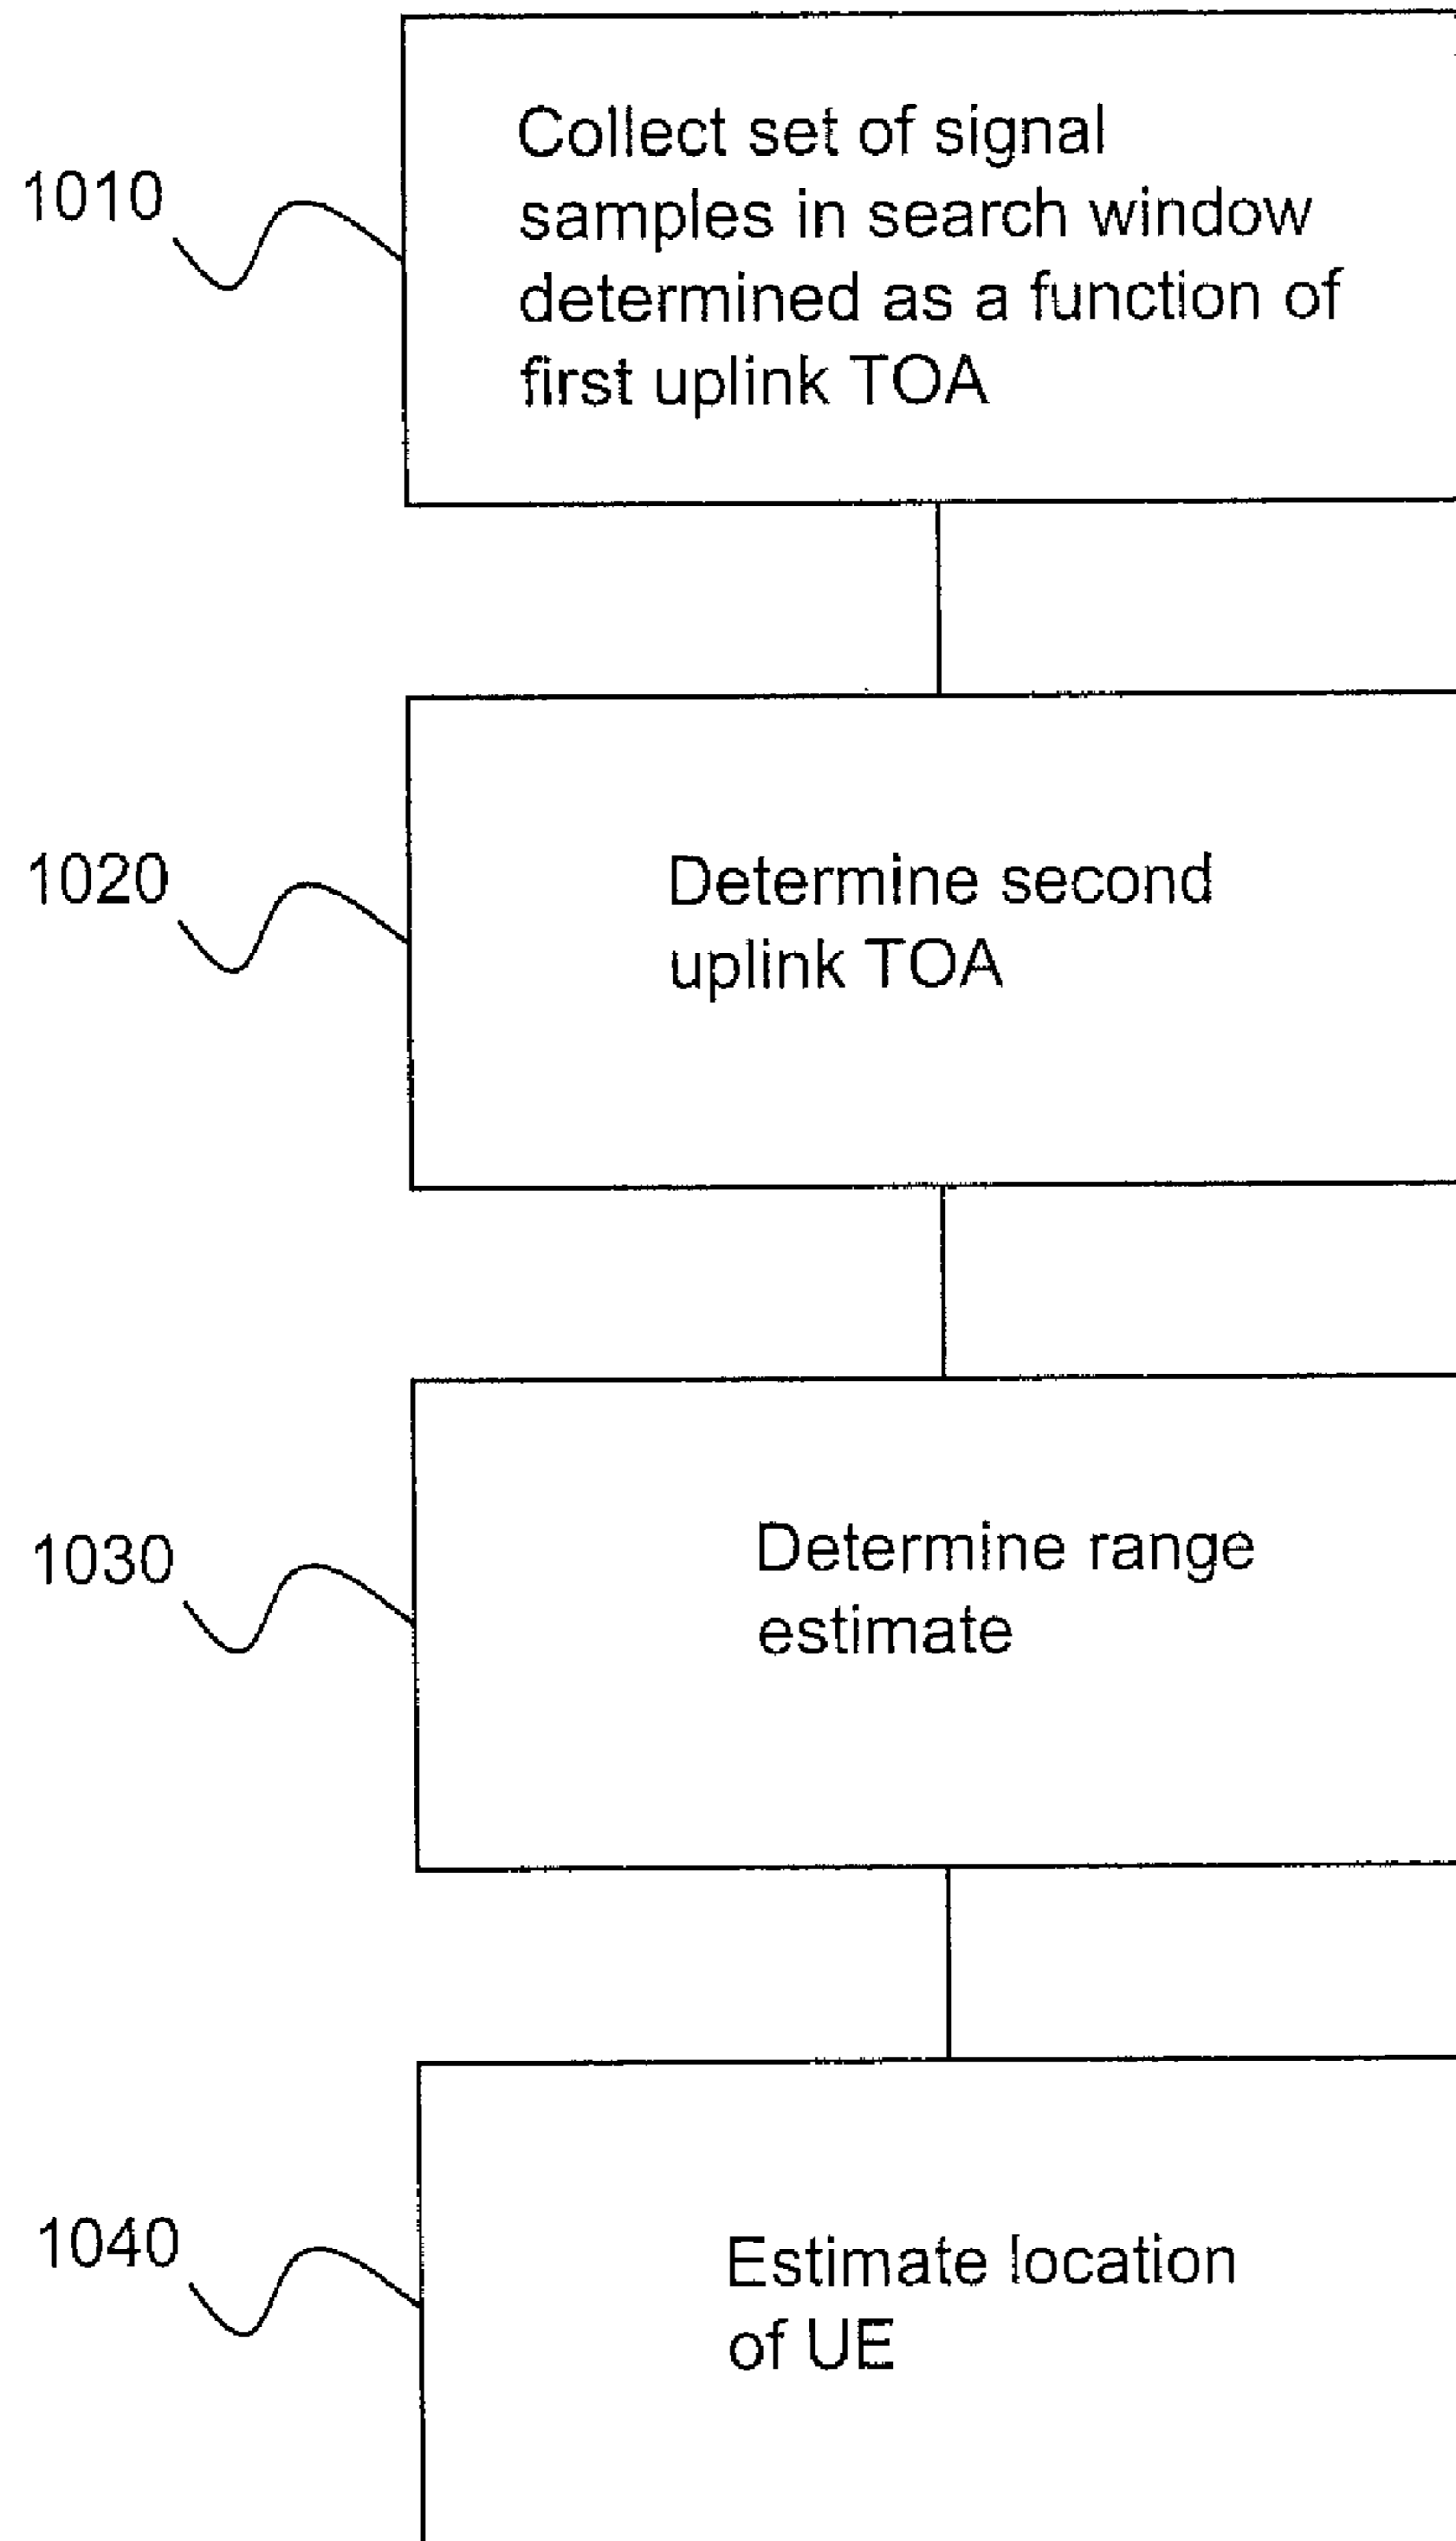 1010
Collect set of signal
samples in search window
determined as a function of
first uplink TOA
1020
Determine second
uplink TOA
1030
Determine range
estimate
1040
Estimate location
of UE